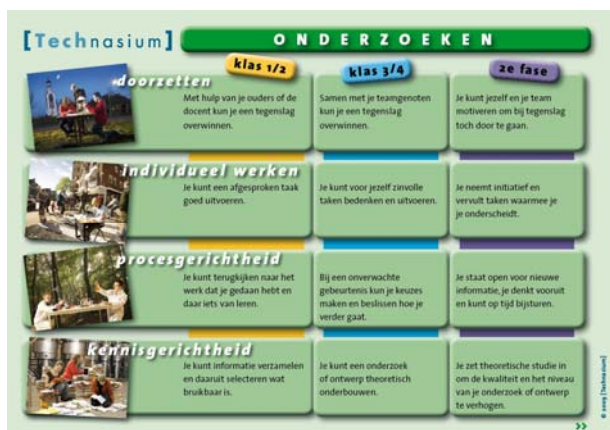 [Technasium]
ONDERZOEKEN
klas 1/2
klas 3/4
2e fase
doorzetten
Met hulp van je ouders of de
docent kun je een tegenslag
overwinnen.
Samen met je teamgenoten
kun je een tegenslag
overwinnen.
Je kunt jezelf en je team
motiveren om bij tegenslag
toch door te gaan.
individueel werken
Je kunt een afgesproken taak
goed uitvoeren.
Je kunt voor jezelf zinvolle
taken bedenken en uitvoeren.
Je neemt initiatief en
vervult taken waarmee je
je onderscheidt.
procesgerichtheid
Je kunt terugkijken naar het
werk dat je gedaan hebt en
daar iets van leren.
Bij een onverwachte
gebeurtenis kun je keuzes
maken en beslissen hoe je
verder gaat.
Je staat open voor nieuwe
informatie, je denkt vooruit
en kunt op tijd bijsturen.
kennisgerichtheid
Je kunt informatie verzamelen
en daaruit selecteren wat
bruikbaar is.
Je kunt een onderzoek
of ontwerp theoretisch
onderbouwen.
Je zet theoretische studie in
om de kwaliteit en het niveau
van je onderzoek of ontwerp
te verhogen.
>>
© 2009 [Technasium]